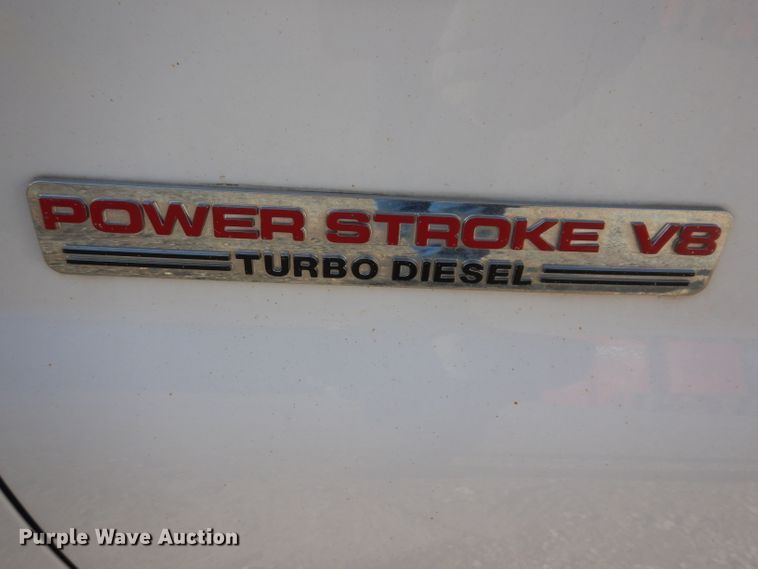 POWER STROKE V8
TURBO DIESEL
Purple Wave Auction